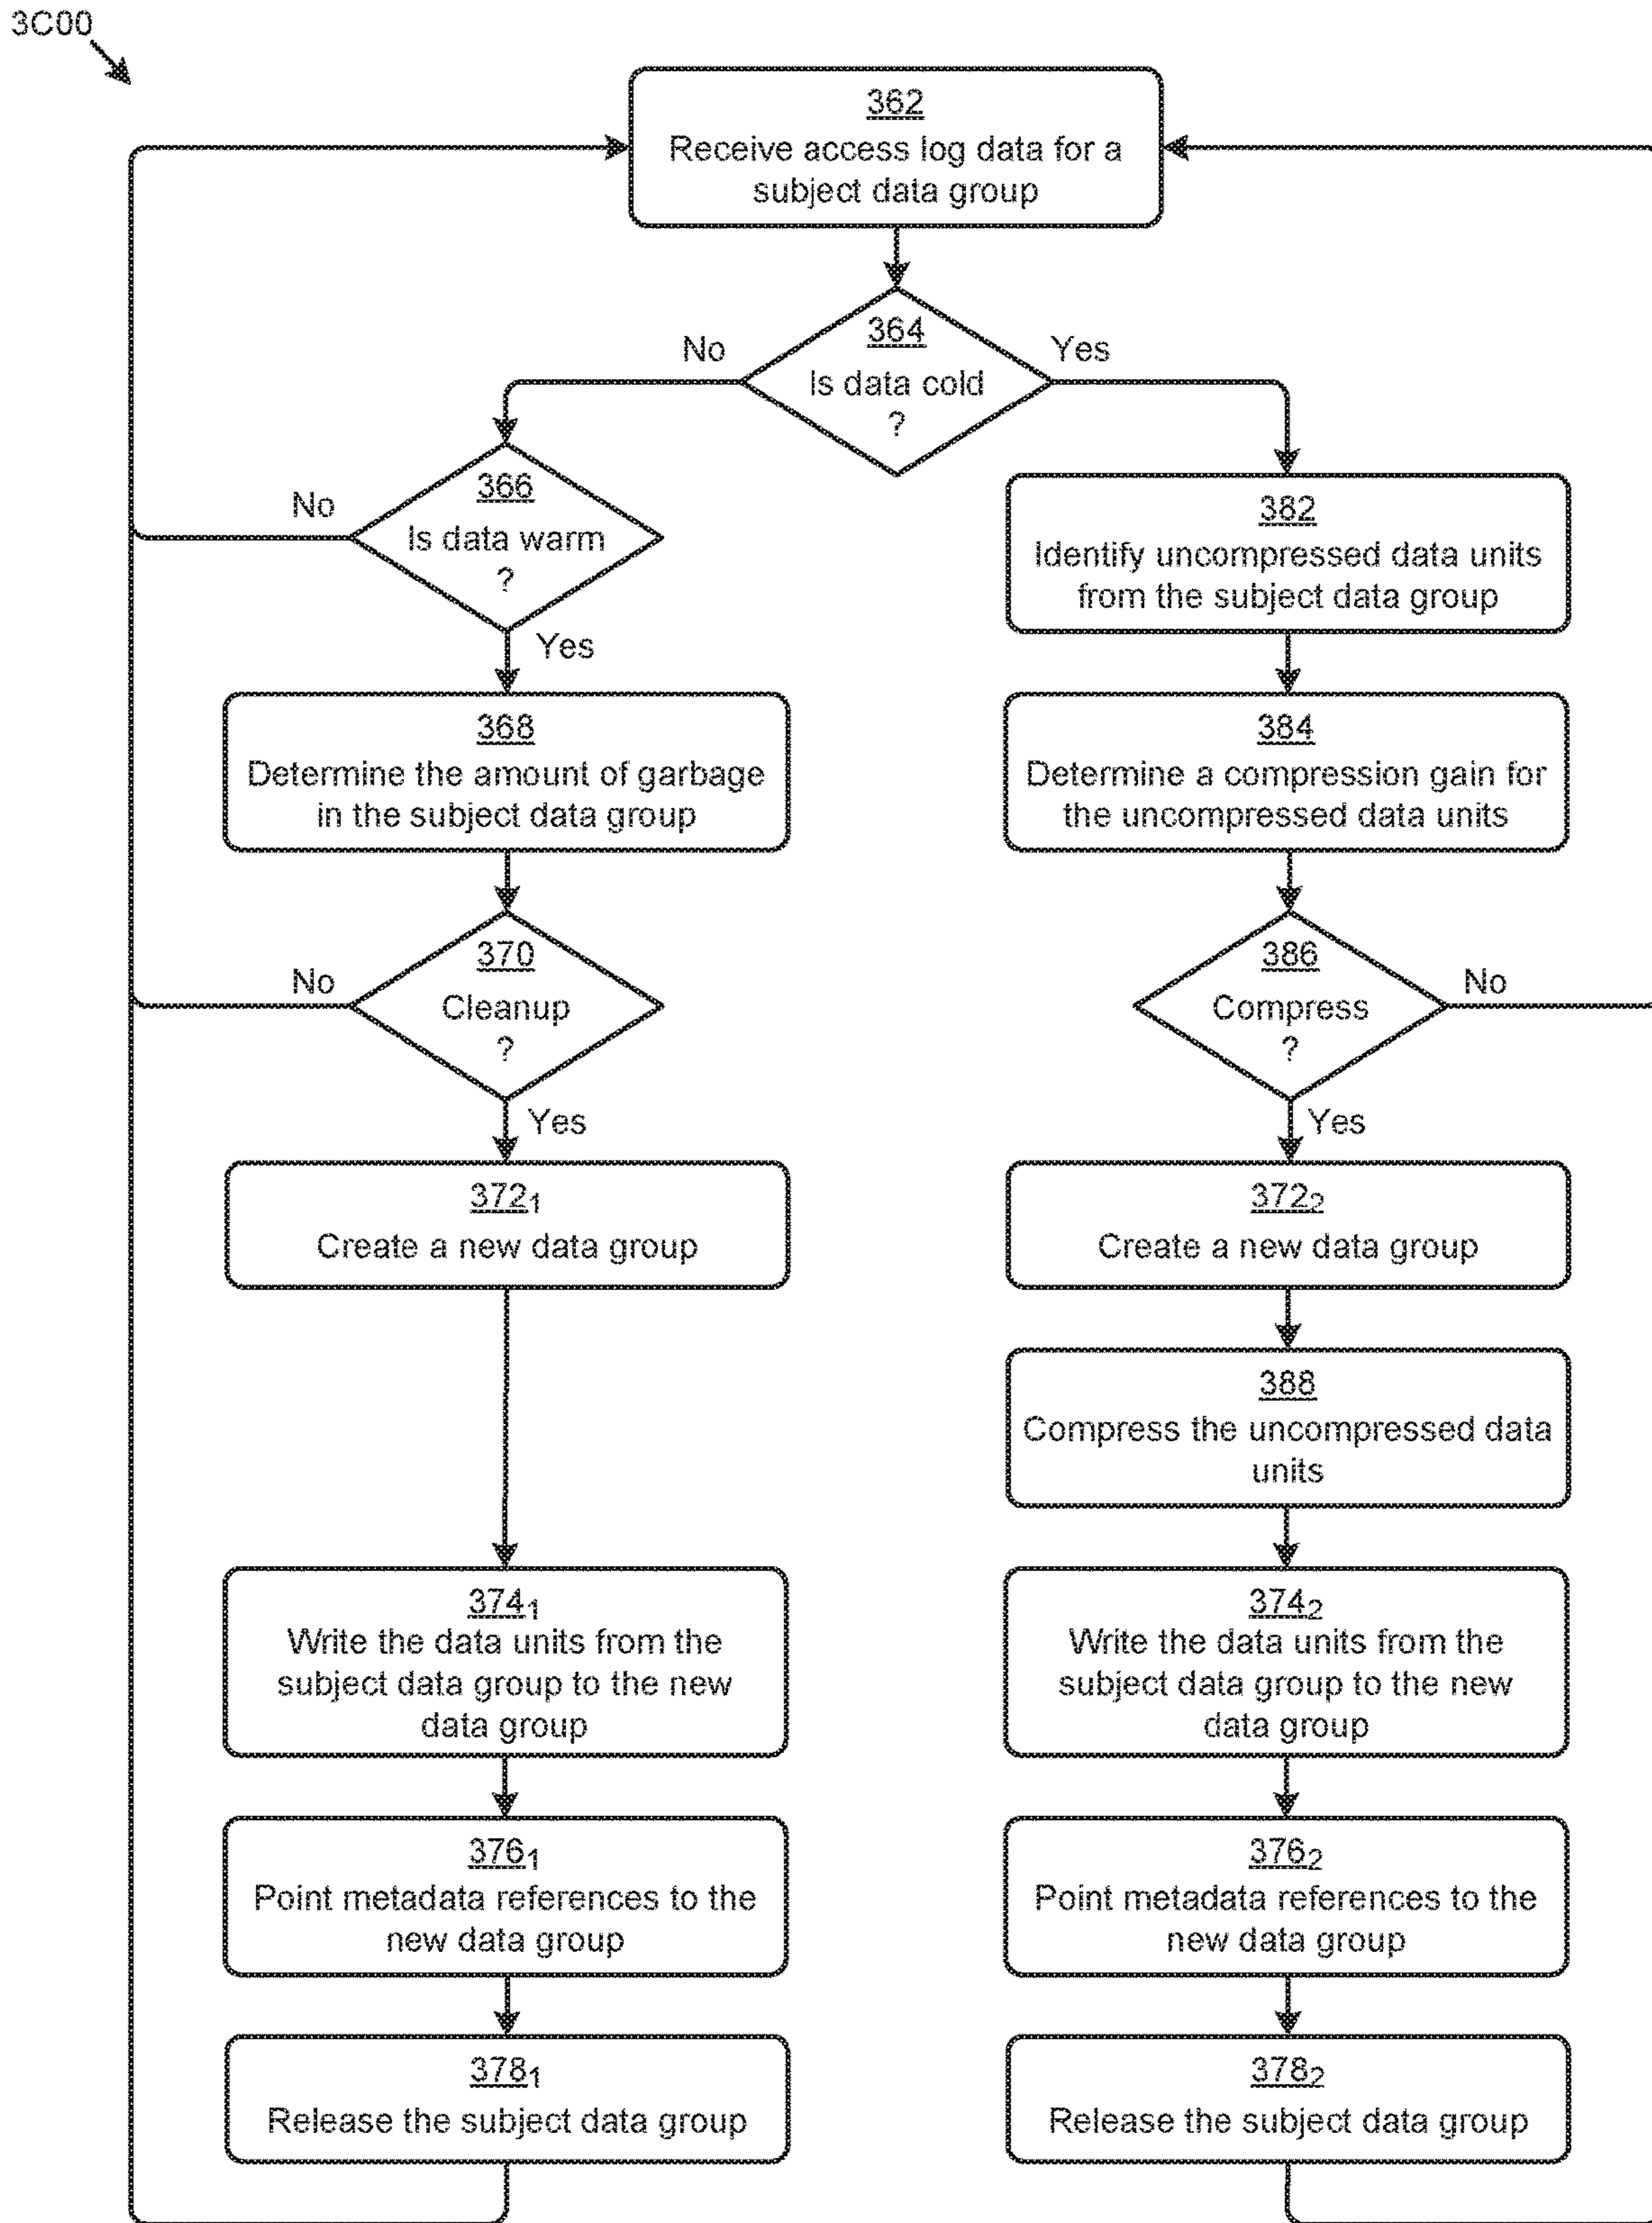 3C00
362
Receive access log data for a
subject data group
364
Is data cold
?
No
Yes
366
Is data warm
?
No
Yes
368
Determine the amount of garbage
in the subject data group
370
Cleanup
?
No
Yes
372₁
Create a new data group
374₁
Write the data units from the
subject data group to the new
data group
376₁
Point metadata references to the
new data group
378₁
Release the subject data group
382
Identify uncompressed data units
from the subject data group
384
Determine a compression gain for
the uncompressed data units
386
Compress
?
No
Yes
372₂
Create a new data group
388
Compress the uncompressed data
units
374₂
Write the data units from the
subject data group to the new
data group
376₂
Point metadata references to the
new data group
378₂
Release the subject data group